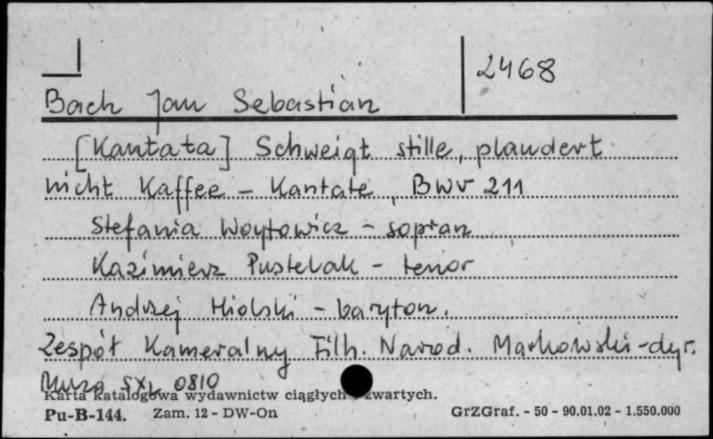 2468
Bach Jan Sebastian
[Kantata] Schweigt stille, plaudert
nicht Kaffee - Kantate, BWV 211
Stefania Woytowicz - sopran
Kazimierz Pustelak - tenor
Andrzej Hiolski - baryton.
Zespół Kameralny Filh. Narod. Markowski-dyr.
Muza SXL 0810
Karta katalogowa wydawnictw ciągłych zwartych.
Pu-B-144. Zam. 12 - DW-On GrZGraf. - 50 - 90.01.02 - 1.550.000